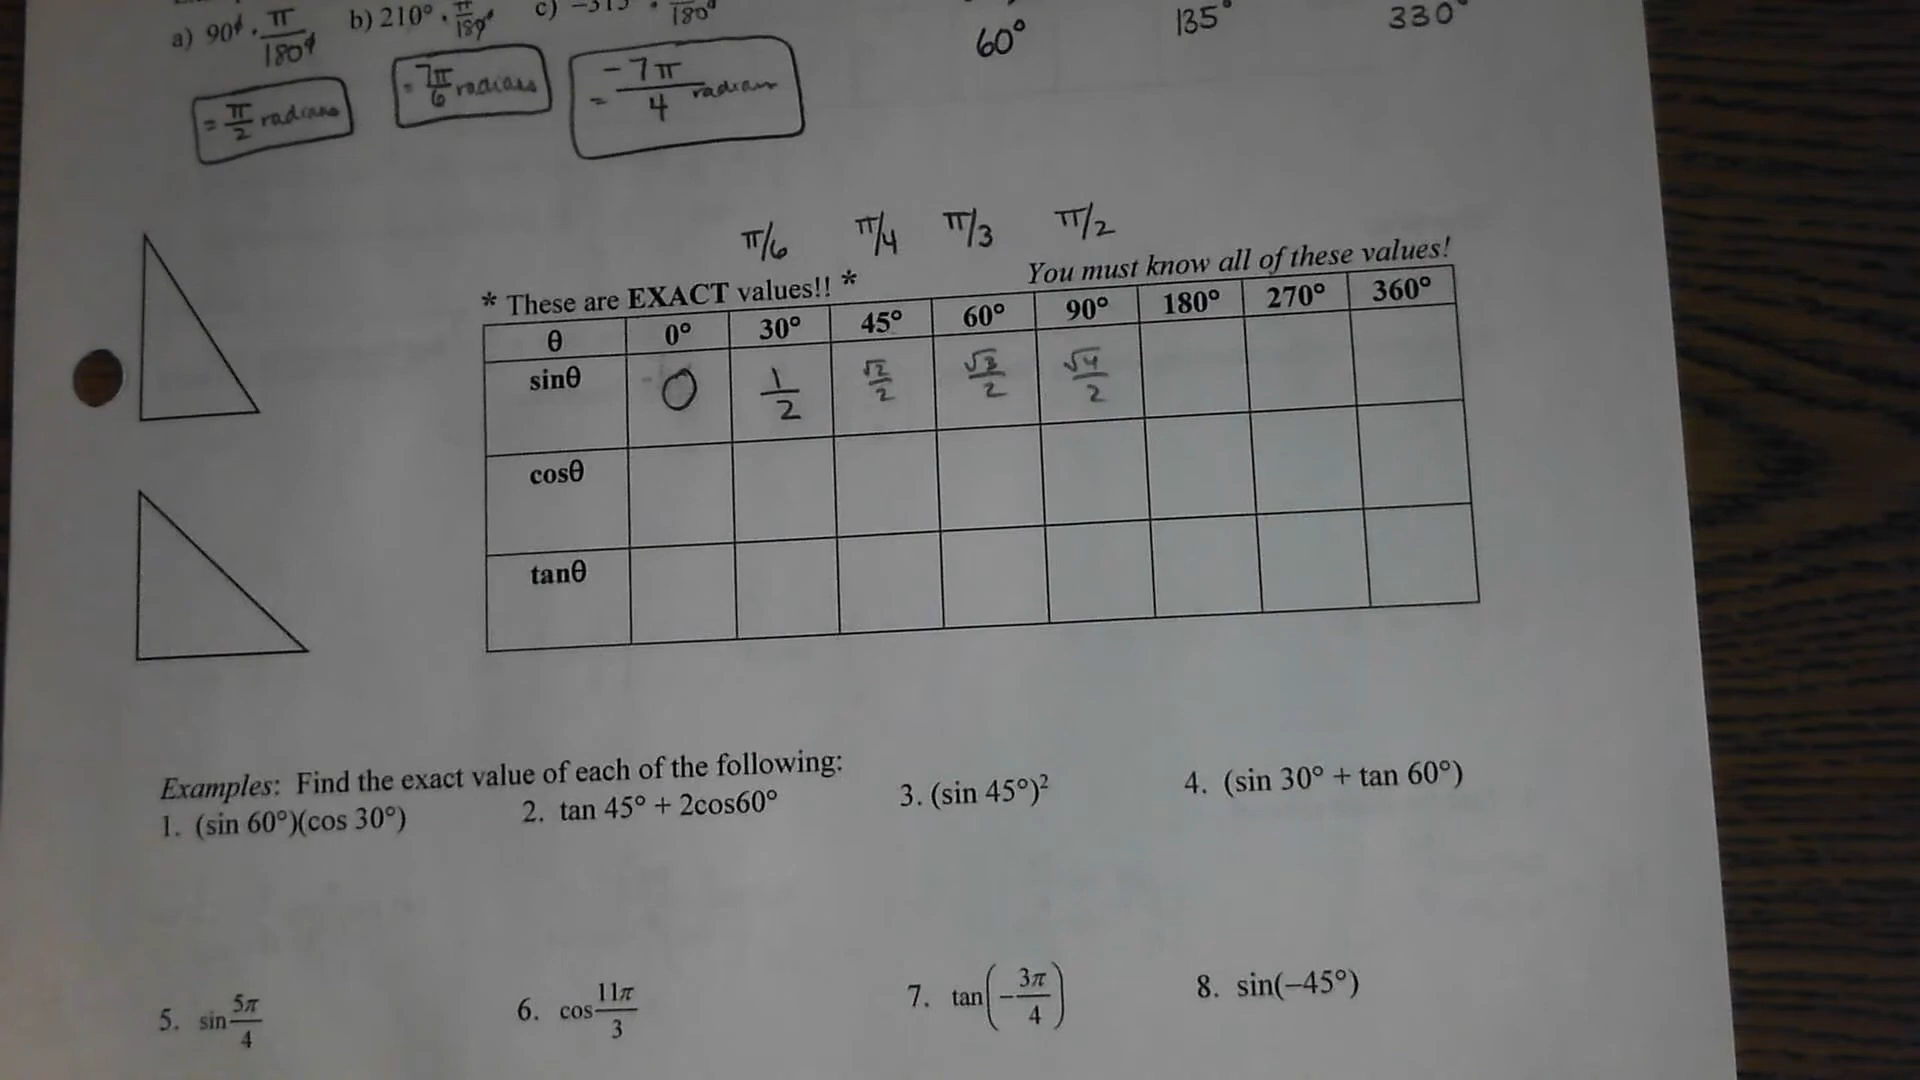 a) 90° · π/180°
b) 210° · π/180°
c) −315 · /180°
60°
135°
330°
= π/2 radians
= 7π/6 radians
= −7π/4 radian
π/6 π/4 π/3 π/2
* These are EXACT values!! * You must know all of these values!
θ 0° 30° 45° 60° 90° 180° 270° 360°
sinθ 0 1/2 √2/2 √3/2 √4/2
cosθ
tanθ
Examples: Find the exact value of each of the following:
1. (sin 60°)(cos 30°)
2. tan 45° + 2cos60°
3. (sin 45°)²
4. (sin 30° + tan 60°)
5. sin 5π/4
6. cos 11π/3
7. tan(−3π/4)
8. sin(−45°)